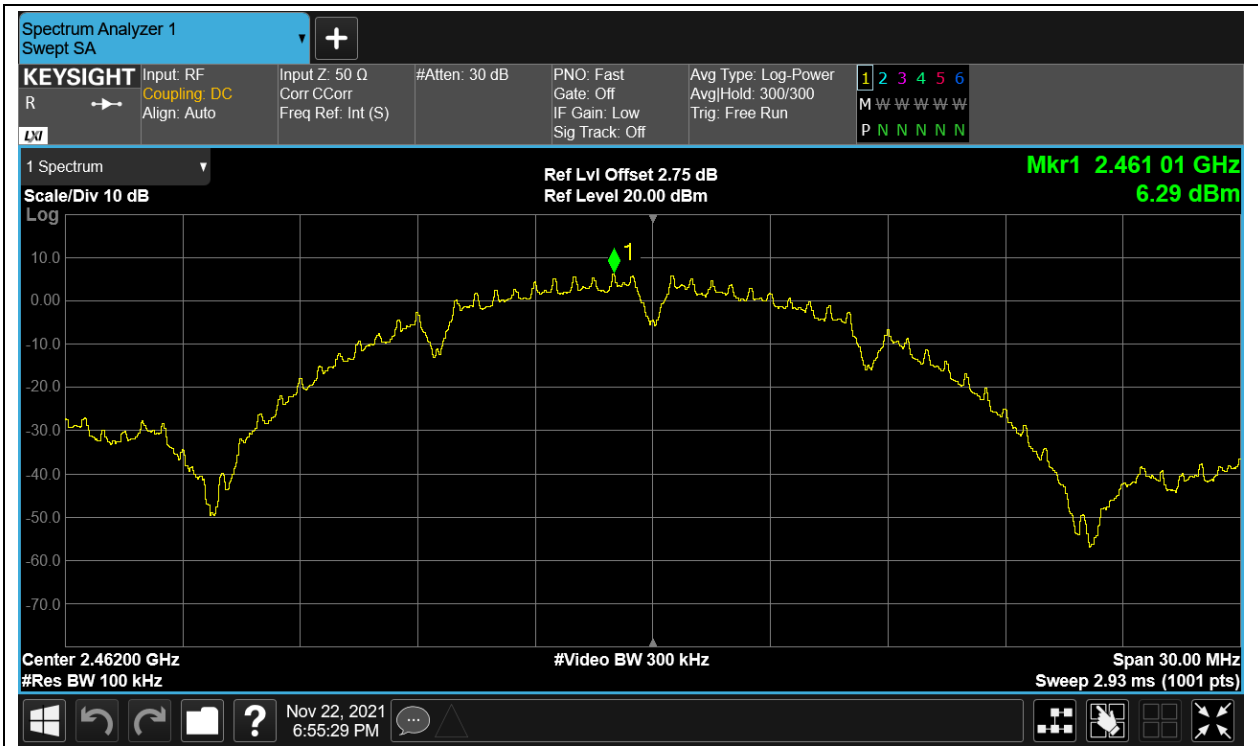 Spectrum Analyzer 1
Swept SA
+
KEYSIGHT Input: RF Input Z: 50 Ω #Atten: 30 dB PNO: Fast Avg Type: Log-Power 1 2 3 4 5 6
R Coupling: DC Corr CCorr Gate: Off Avg|Hold: 300/300 M W W W W W W
Align: Auto Freq Ref: Int (S) IF Gain: Low Trig: Free Run
LXI Sig Track: Off P N N N N N N
1 Spectrum Ref Lvl Offset 2.75 dB Mkr1 2.461 01 GHz
Scale/Div 10 dB Ref Level 20.00 dBm 6.29 dBm
Log
1
10.0
0.00
-10.0
-20.0
-30.0
-40.0
-50.0
-60.0
-70.0
Center 2.46200 GHz #Video BW 300 kHz Span 30.00 MHz
#Res BW 100 kHz Sweep 2.93 ms (1001 pts)
? Nov 22, 2021
6:55:29 PM